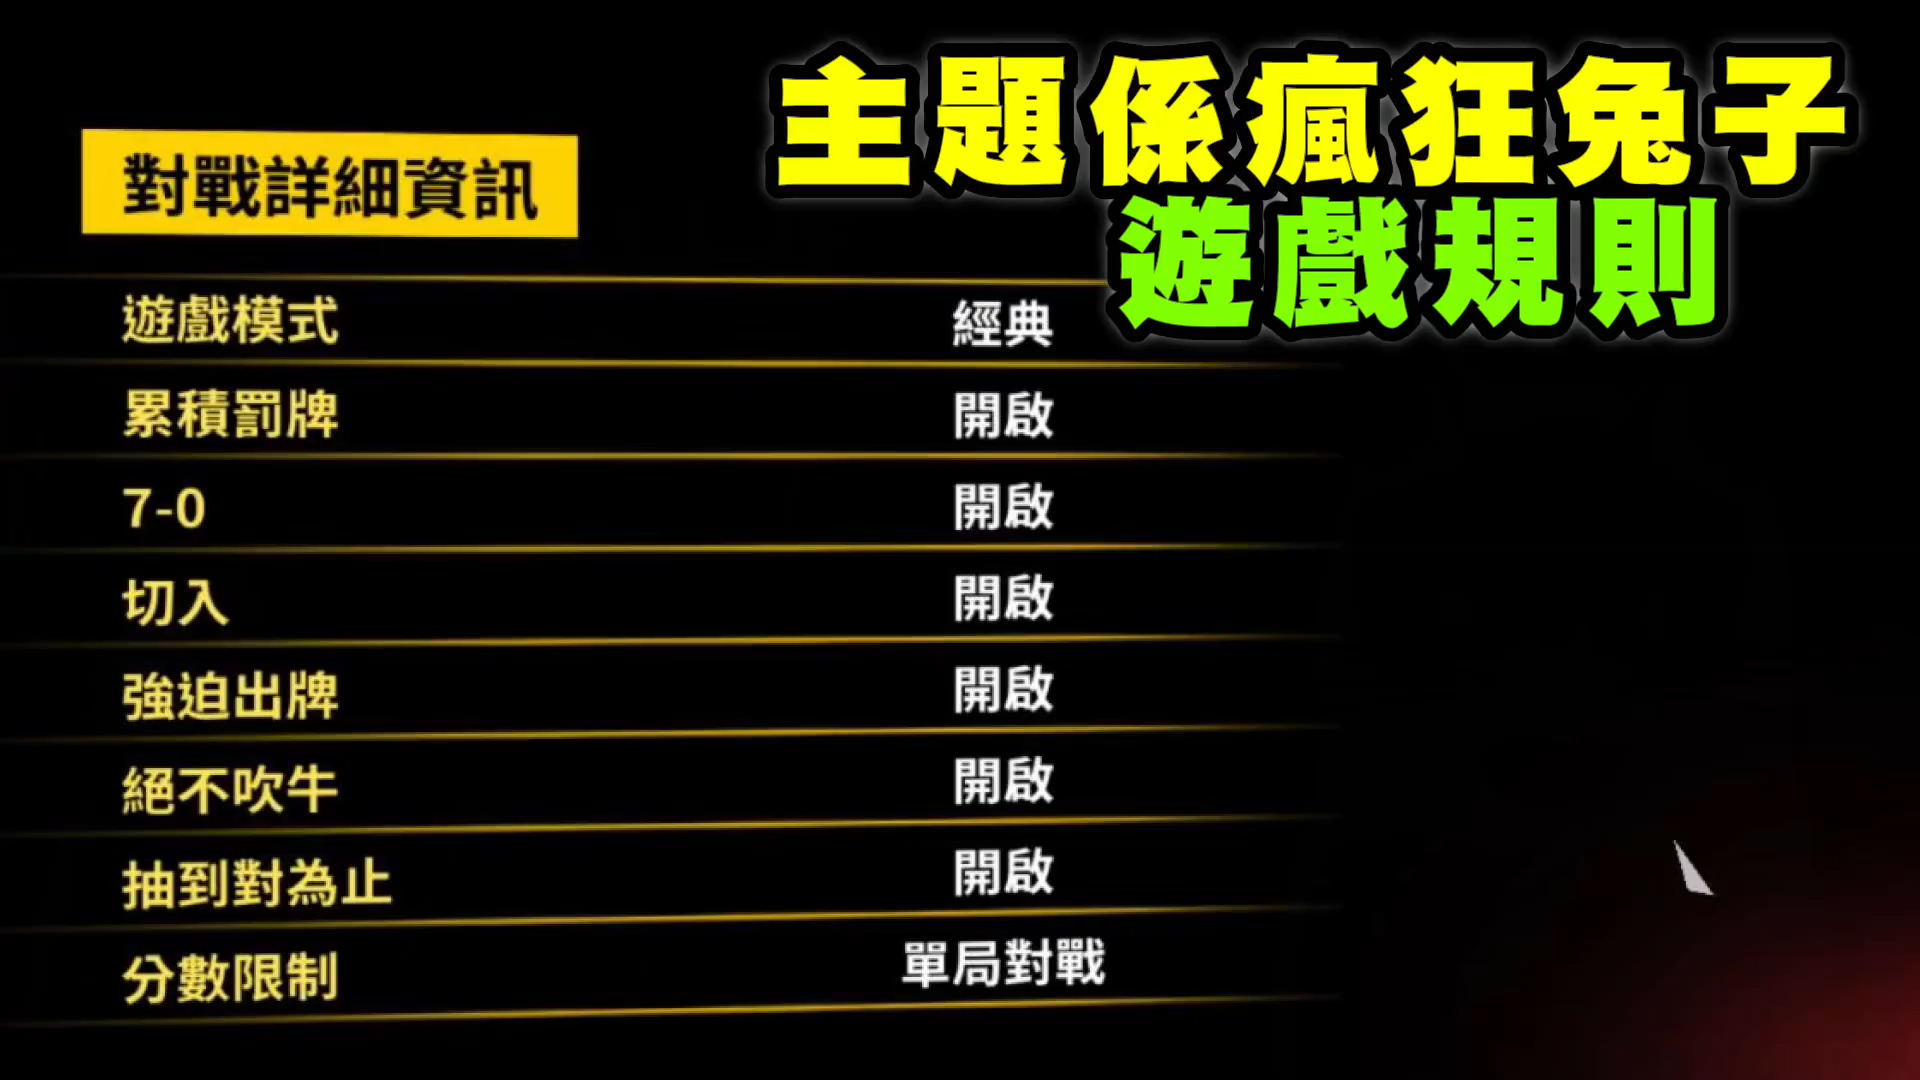 主題係瘋狂兔子
遊戲規則
對戰詳細資訊
遊戲模式 經典
累積罰牌 開啟
7-0 開啟
切入 開啟
強迫出牌 開啟
絕不吹牛 開啟
抽到對為止 開啟
分數限制 單局對戰